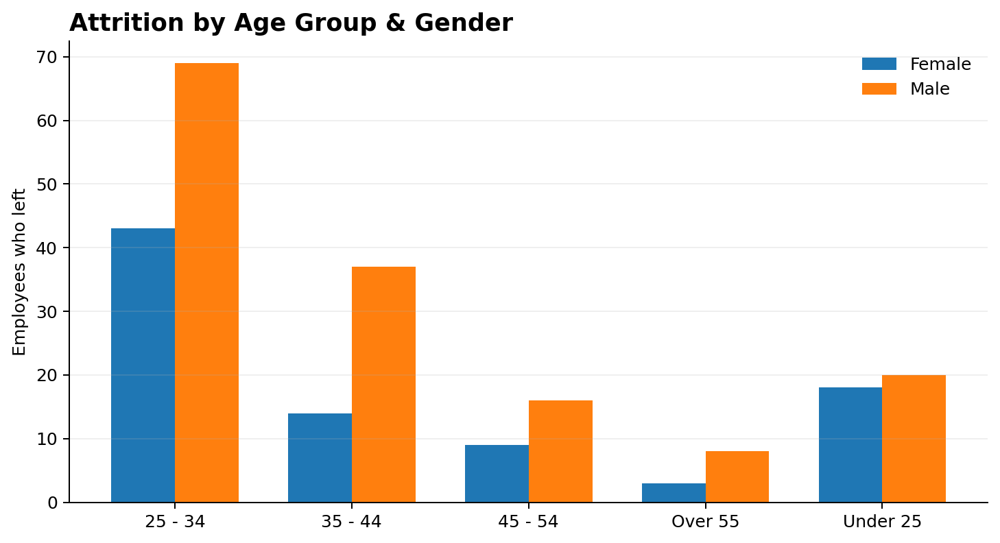 Attrition by Age Group & Gender
Employees who left
70
60
50
40
30
20
10
0
Female
Male
25 - 34
35 - 44
45 - 54
Over 55
Under 25